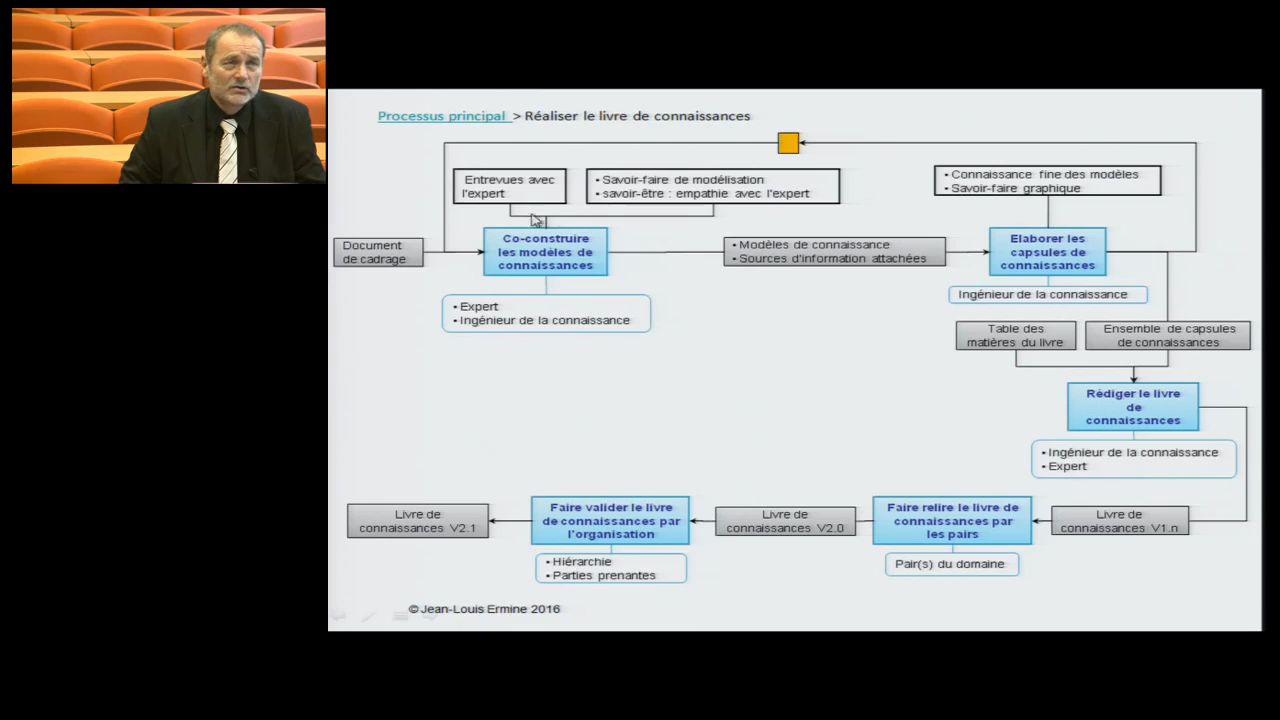 Processus principal > Réaliser le livre de connaissances
Entrevues avec
l'expert
• Savoir-faire de modélisation
• savoir-être : empathie avec l'expert
• Connaissance fine des modèles
• Savoir-faire graphique
Document
de cadrage
Co-construire
les modèles de
connaissances
• Modèles de connaissance
• Sources d'information attachées
Elaborer les
capsules de
connaissances
• Expert
• Ingénieur de la connaissance
Ingénieur de la connaissance
Table des
matières du livre
Ensemble de capsules
de connaissances
Rédiger le livre
de
connaissances
• Ingénieur de la connaissance
• Expert
Livre de
connaissances V2.1
Faire valider le livre
de connaissances par
l'organisation
Livre de
connaissances V2.0
Faire relire le livre de
connaissances par
les pairs
Livre de
connaissances V1.n
• Hiérarchie
• Parties prenantes
Pair(s) du domaine
© Jean-Louis Ermine 2016